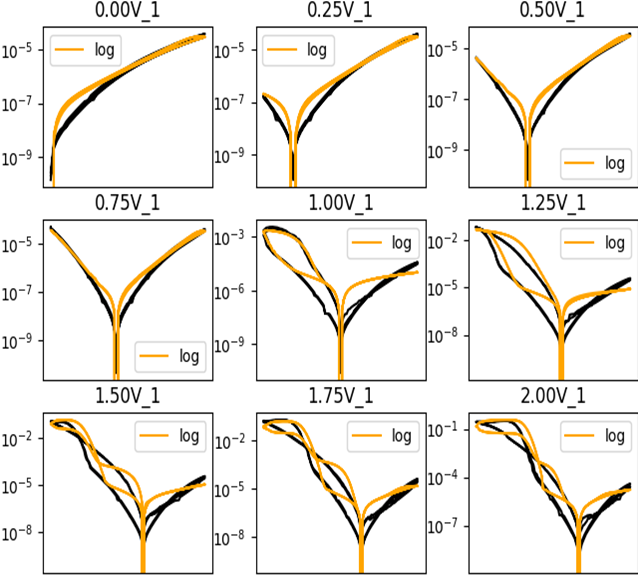 0.00V_1 0.25V_1 0.50V_1
10⁻⁵ log 10⁻⁵ log 10⁻⁵
10⁻⁷ 10⁻⁷ 10⁻⁷
10⁻⁹ 10⁻⁹ 10⁻⁹ log
0.75V_1 1.00V_1 1.25V_1
10⁻⁵ 10⁻³ log 10⁻² log
10⁻⁷ 10⁻⁶ 10⁻⁵
10⁻⁹ log 10⁻⁹ 10⁻⁸
1.50V_1 1.75V_1 2.00V_1
10⁻² log 10⁻² log 10⁻¹ log
10⁻⁵ 10⁻⁵ 10⁻⁴
10⁻⁸ 10⁻⁸ 10⁻⁷